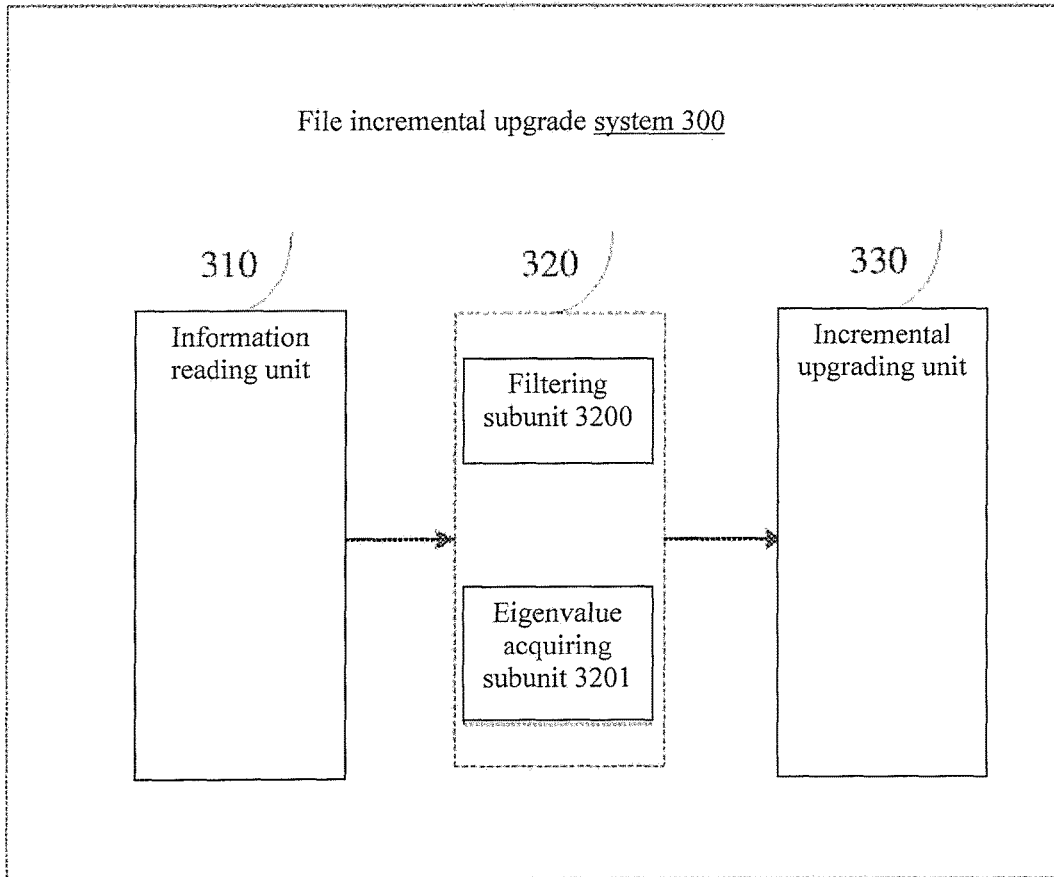 File incremental upgrade system 300
310
320
330
Information
reading unit
Filtering
subunit 3200
Eigenvalue
acquiring
subunit 3201
Incremental
upgrading unit